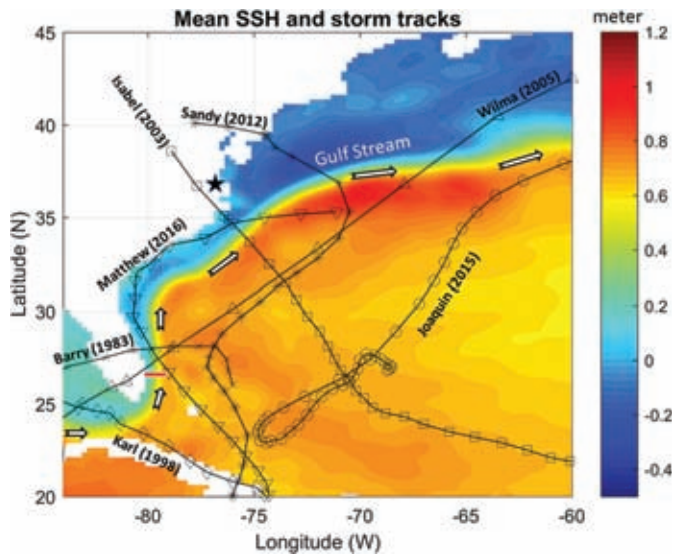 Mean SSH and storm tracks
meter
45
40
35
30
25
20
Latitude (N)
-80
-75
-70
-65
-60
Longitude (W)
1.2
1
0.8
0.6
0.4
0.2
0
-0.2
-0.4
Isabel (2003)
Sandy (2012)
Wilma (2005)
Gulf Stream
Matthew (2016)
Joaquin (2015)
Barry (1983)
Karl (1998)